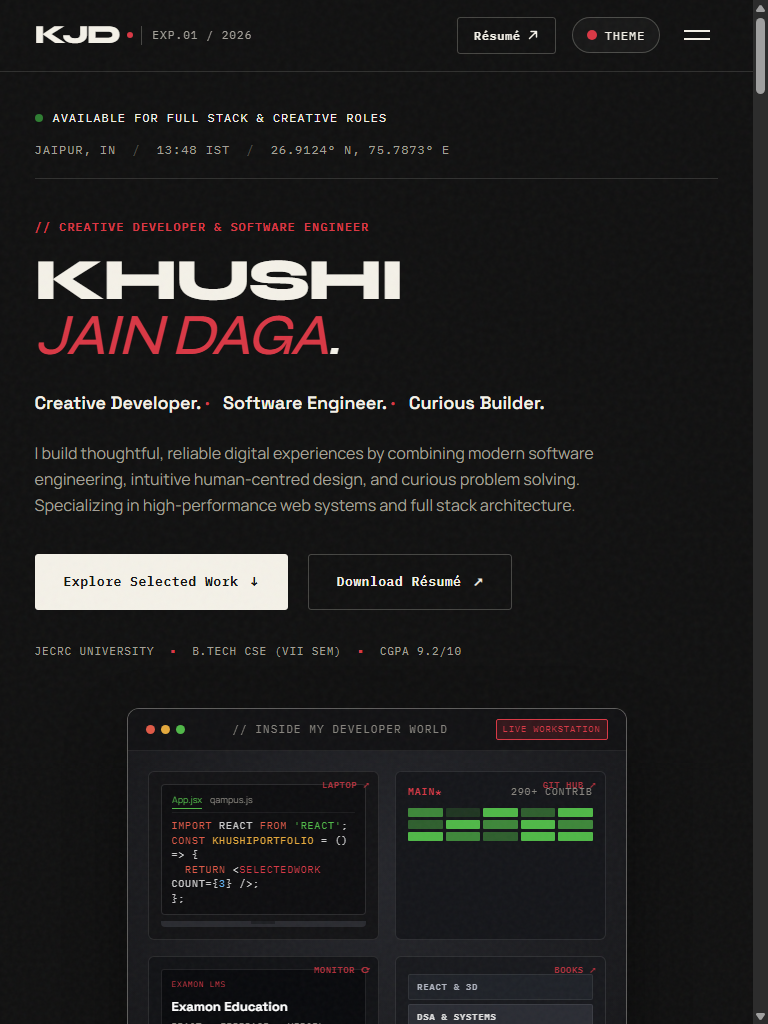 KJD
EXP.01 / 2026
Résumé ↗
THEME
AVAILABLE FOR FULL STACK & CREATIVE ROLES
JAIPUR, IN / 13:48 IST / 26.9124° N, 75.7873° E
// CREATIVE DEVELOPER & SOFTWARE ENGINEER
KHUSHI
JAIN DAGA.
Creative Developer. · Software Engineer. · Curious Builder.
I build thoughtful, reliable digital experiences by combining modern software
engineering, intuitive human-centred design, and curious problem solving.
Specializing in high-performance web systems and full stack architecture.
Explore Selected Work ↓
Download Résumé ↗
JECRC UNIVERSITY ▪ B.TECH CSE (VII SEM) ▪ CGPA 9.2/10
// INSIDE MY DEVELOPER WORLD
LIVE WORKSTATION
LAPTOP ↗
App.jsx qampus.js
IMPORT REACT FROM 'REACT';
CONST KHUSHIPORTFOLIO = ()
=> {
RETURN <SELECTEDWORK
COUNT={3} />;
};
GIT HUB ↗
MAIN★ 290+ CONTRIB
MONITOR
EXAMON LMS
Examon Education
BOOKS ↗
REACT & 3D
DSA & SYSTEMS